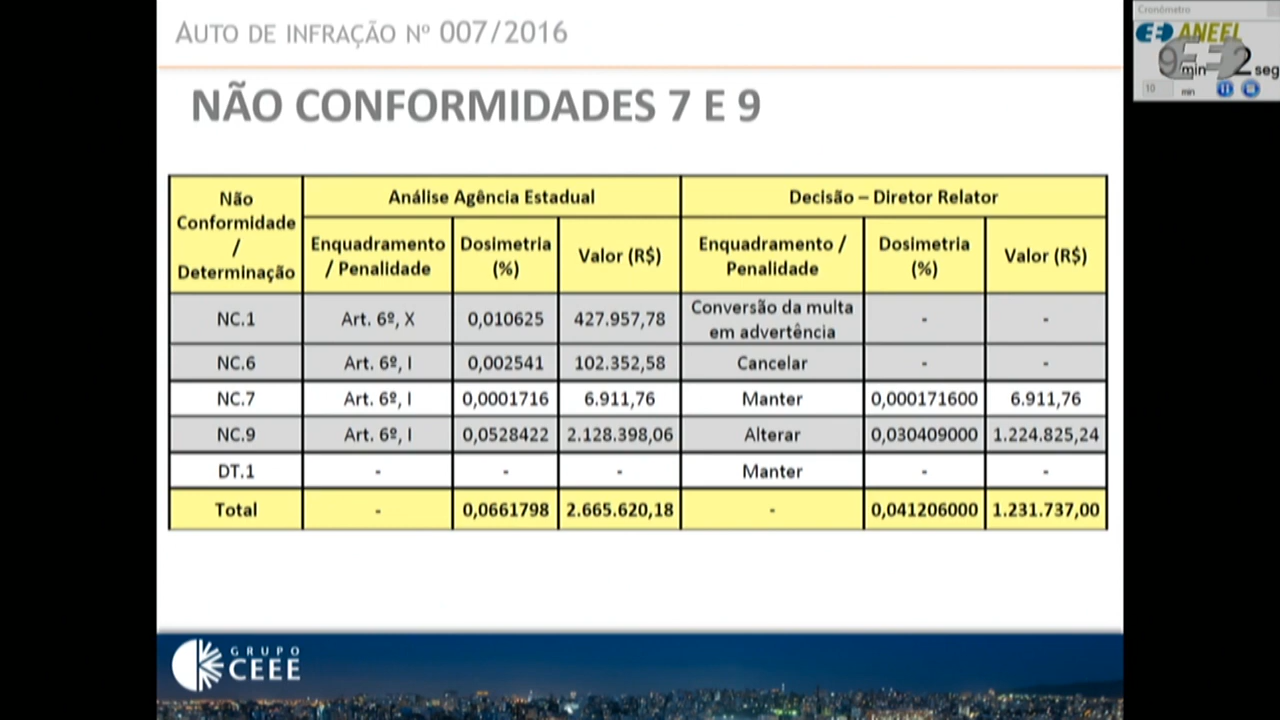 AUTO DE INFRAÇÃO Nº 007/2016
NÃO CONFORMIDADES 7 E 9
Cronômetro
ANEEL
9 min 2 seg
10 min
Não Conformidade / Determinação | Análise Agência Estadual | Decisão – Diretor Relator
Enquadramento / Penalidade | Dosimetria (%) | Valor (R$) | Enquadramento / Penalidade | Dosimetria (%) | Valor (R$)
NC.1 | Art. 6º, X | 0,010625 | 427.957,78 | Conversão da multa em advertência | - | -
NC.6 | Art. 6º, I | 0,002541 | 102.352,58 | Cancelar | - | -
NC.7 | Art. 6º, I | 0,0001716 | 6.911,76 | Manter | 0,000171600 | 6.911,76
NC.9 | Art. 6º, I | 0,0528422 | 2.128.398,06 | Alterar | 0,030409000 | 1.224.825,24
DT.1 | - | - | - | Manter | - | -
Total | - | 0,0661798 | 2.665.620,18 | - | 0,041206000 | 1.231.737,00
GRUPO
CEEE